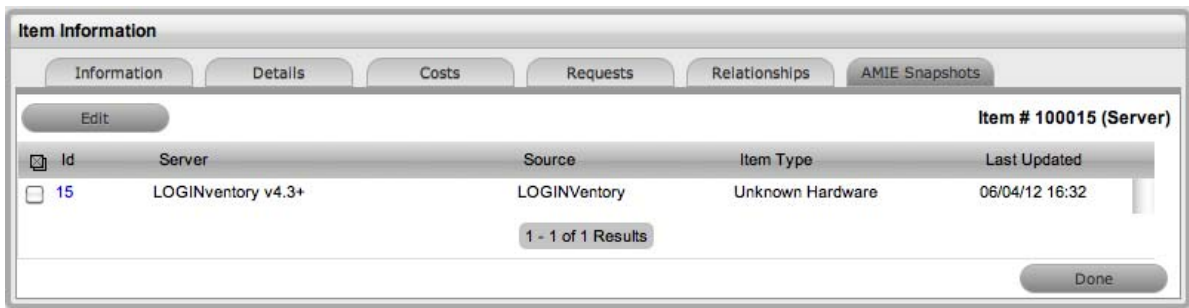 Item Information
Information Details Costs Requests Relationships AMIE Snapshots
Edit Item # 100015 (Server)
Id Server Source Item Type Last Updated
15 LOGINventory v4.3+ LOGINVentory Unknown Hardware 06/04/12 16:32
1 - 1 of 1 Results
Done